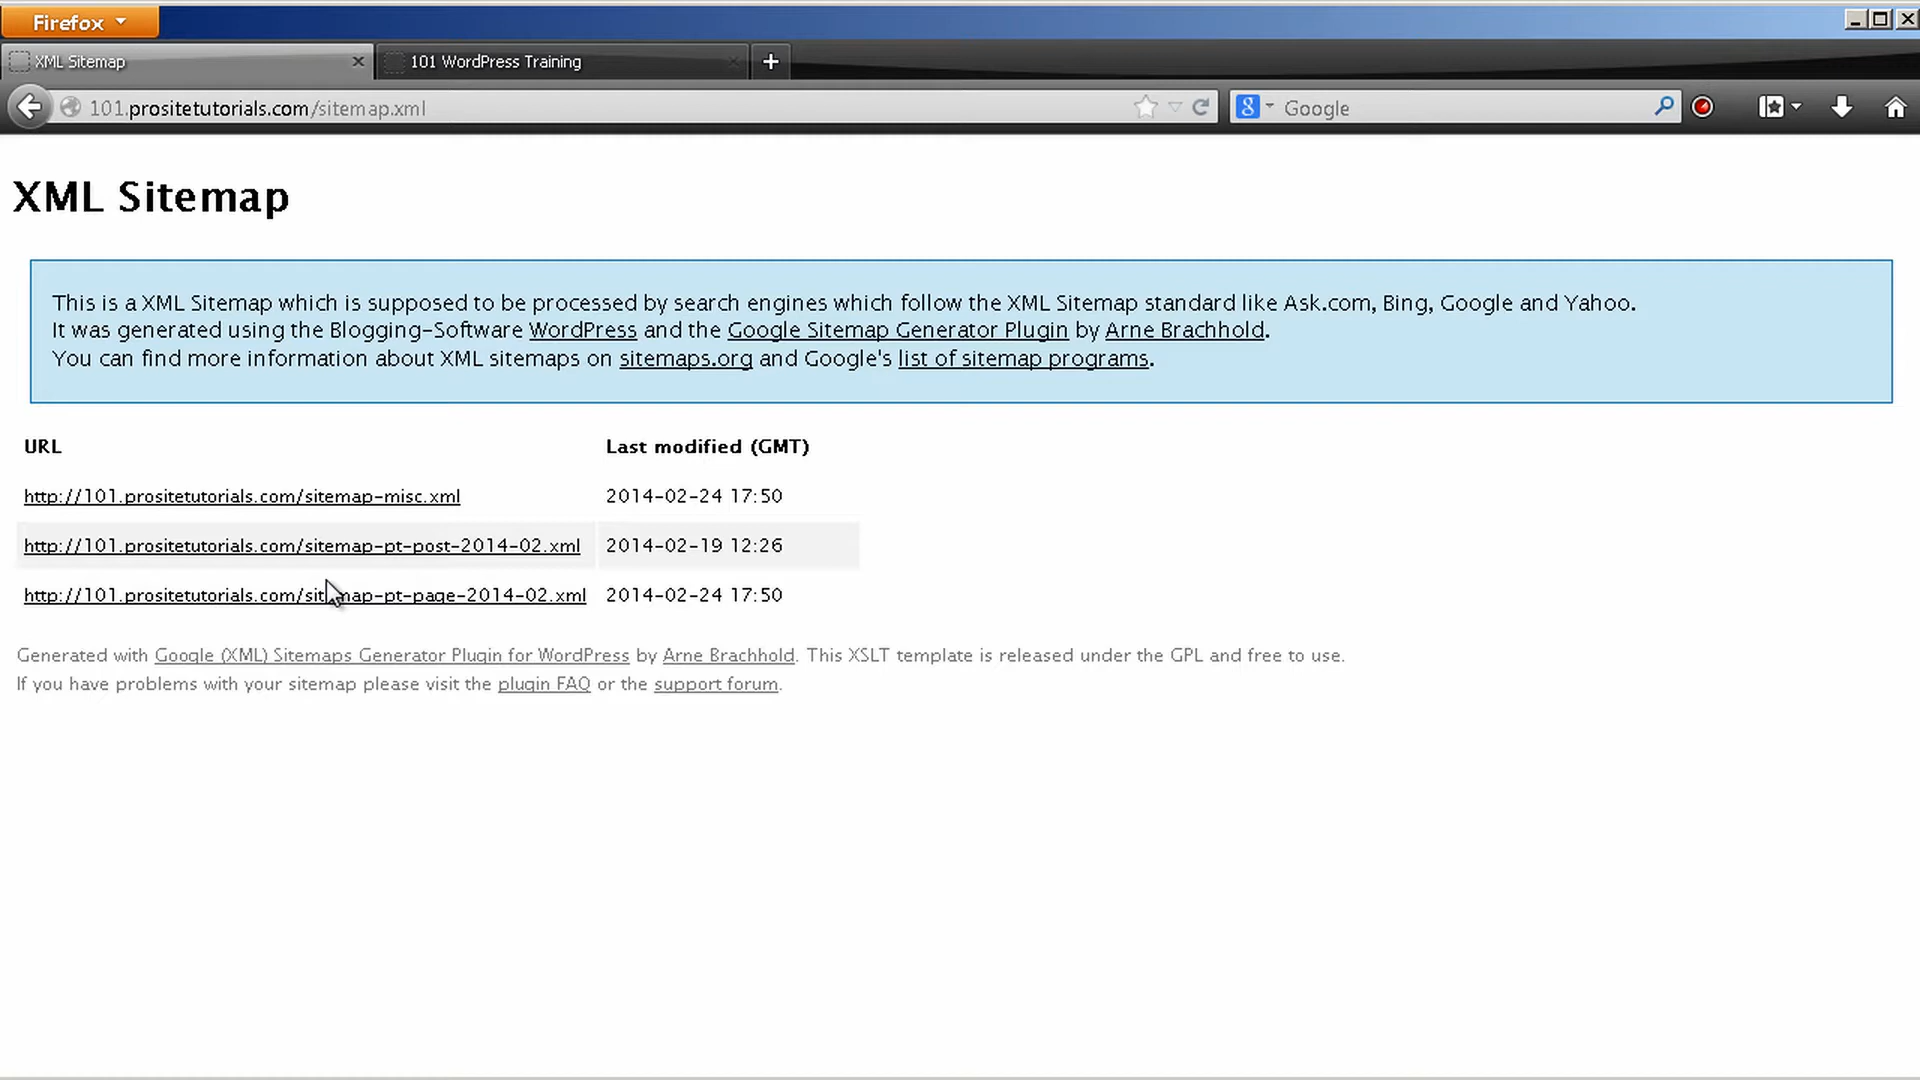 Firefox
XML Sitemap
101 WordPress Training
101.prositetutorials.com/sitemap.xml
Google
XML Sitemap
This is a XML Sitemap which is supposed to be processed by search engines which follow the XML Sitemap standard like Ask.com, Bing, Google and Yahoo.
It was generated using the Blogging-Software WordPress and the Google Sitemap Generator Plugin by Arne Brachhold.
You can find more information about XML sitemaps on sitemaps.org and Google's list of sitemap programs.
URL Last modified (GMT)
http://101.prositetutorials.com/sitemap-misc.xml 2014-02-24 17:50
http://101.prositetutorials.com/sitemap-pt-post-2014-02.xml 2014-02-19 12:26
http://101.prositetutorials.com/sitemap-pt-page-2014-02.xml 2014-02-24 17:50
Generated with Google (XML) Sitemaps Generator Plugin for WordPress by Arne Brachhold. This XSLT template is released under the GPL and free to use.
If you have problems with your sitemap please visit the plugin FAQ or the support forum.